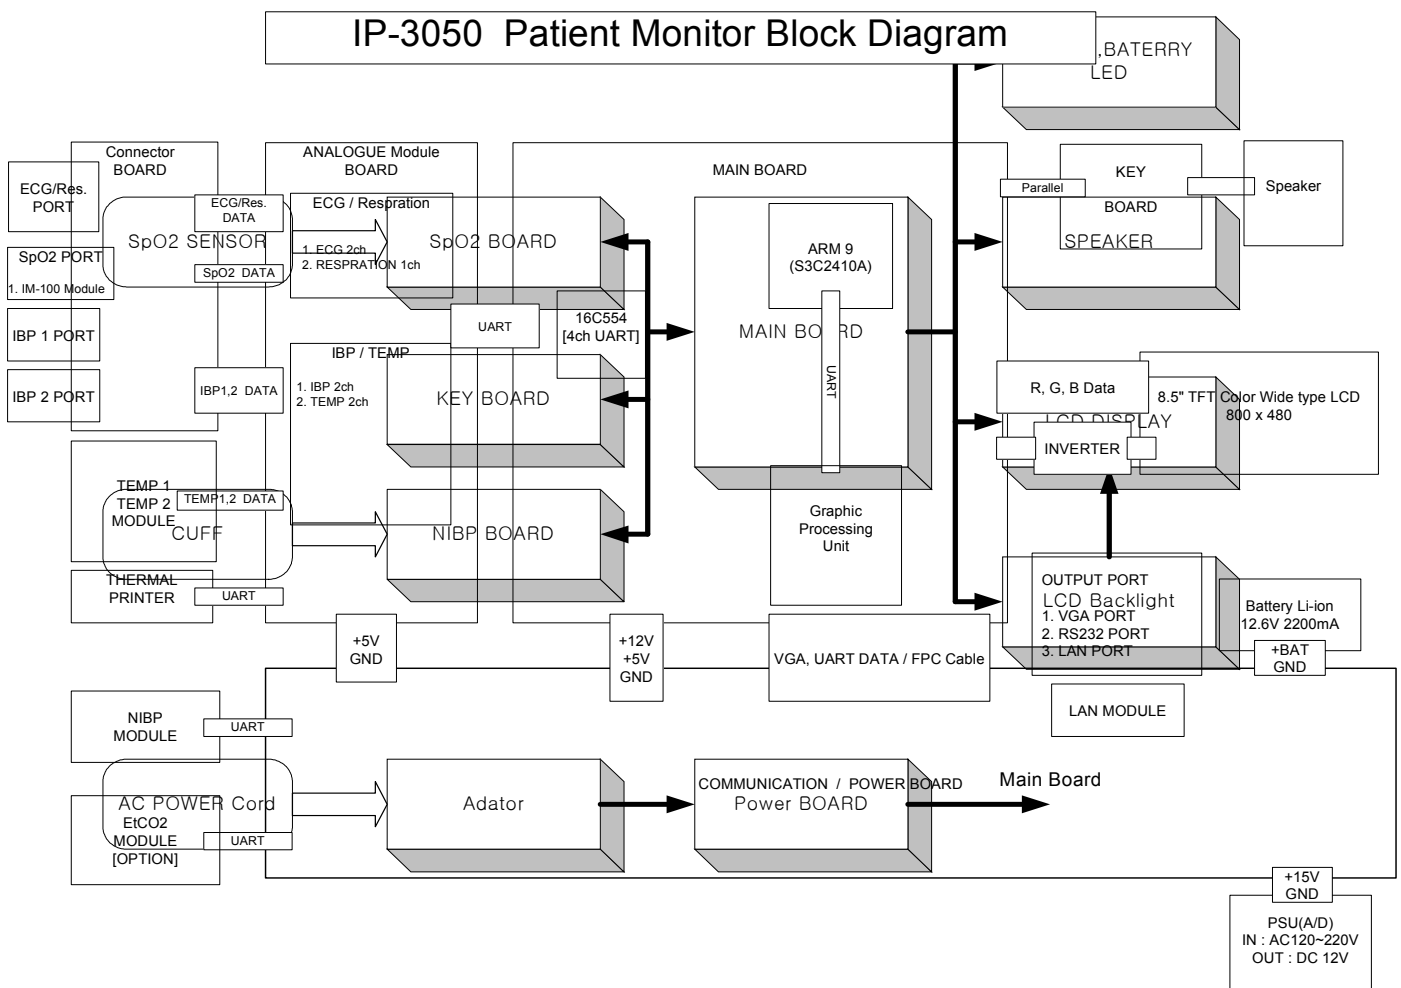 IP-3050 Patient Monitor Block Diagram
,BATERRY
LED
Connector
BOARD
ANALOGUE Module
BOARD
MAIN BOARD
ECG/Res.
PORT
ECG/Res.
DATA
ECG / Respration
1. ECG 2ch
2. RESPRATION 1ch
SpO2 SENSOR
SpO2 BOARD
SpO2 PORT
1. IM-100 Module
SpO2 DATA
ARM 9
(S3C2410A)
Parallel
KEY
BOARD
SPEAKER
Speaker
IBP 1 PORT
UART
16C554
[4ch UART]
MAIN BO RD
UART
IBP 2 PORT
IBP1,2 DATA
IBP / TEMP
1. IBP 2ch
2. TEMP 2ch
KEY BOARD
R, G, B Data
8.5" TFT Color Wide type LCD
800 x 480
LCD DISPLAY
INVERTER
TEMP 1
TEMP 2
MODULE
TEMP1,2 DATA
CUFF
NIBP BOARD
Graphic
Processing
Unit
THERMAL
PRINTER
UART
OUTPUT PORT
LCD Backlight
1. VGA PORT
2. RS232 PORT
3. LAN PORT
Battery Li-ion
12.6V 2200mA
+5V
GND
+12V
+5V
GND
VGA, UART DATA / FPC Cable
+BAT
GND
LAN MODULE
NIBP
MODULE
UART
COMMUNICATION / POWER BOARD
Main Board
AC POWER Cord
Adator
Power BOARD
EtCO2
MODULE
[OPTION]
UART
+15V
GND
PSU(A/D)
IN : AC120~220V
OUT : DC 12V